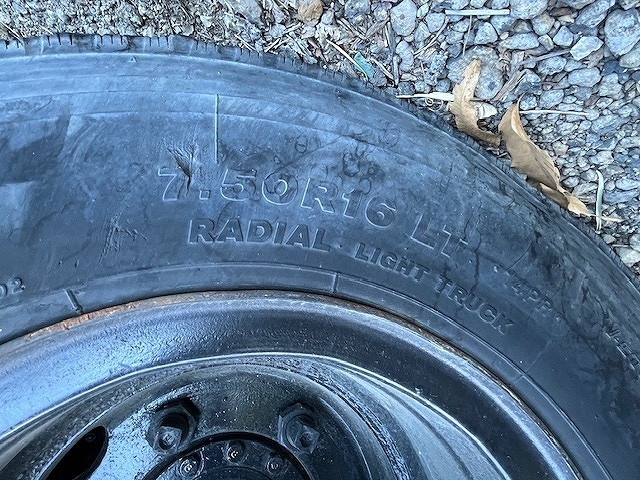 7.50R16 LT
RADIAL · LIGHT TRUCK